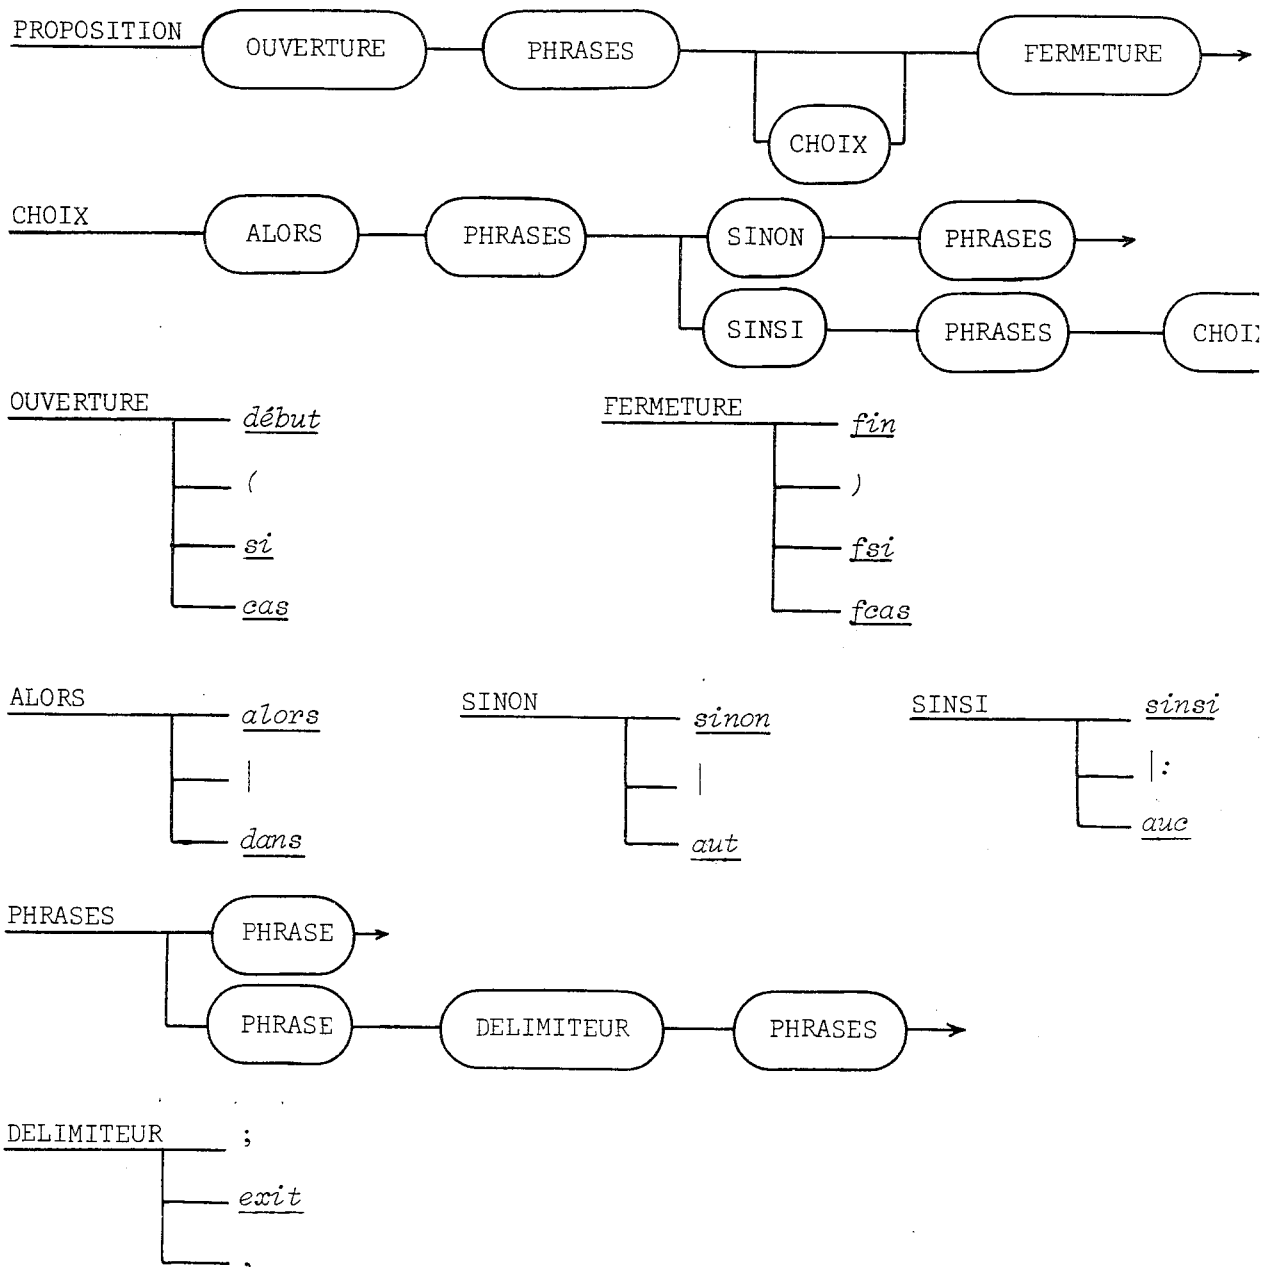 PROPOSITION OUVERTURE PHRASES FERMETURE
CHOIX
CHOIX ALORS PHRASES SINON PHRASES
SINSI PHRASES CHOIX
OUVERTURE début
(
si
cas
FERMETURE fin
)
fsi
fcas
ALORS alors
|
dans
SINON sinon
|
aut
SINSI sinsi
|:
auc
PHRASES PHRASE
PHRASE DELIMITEUR PHRASES
DELIMITEUR ;
exit
,